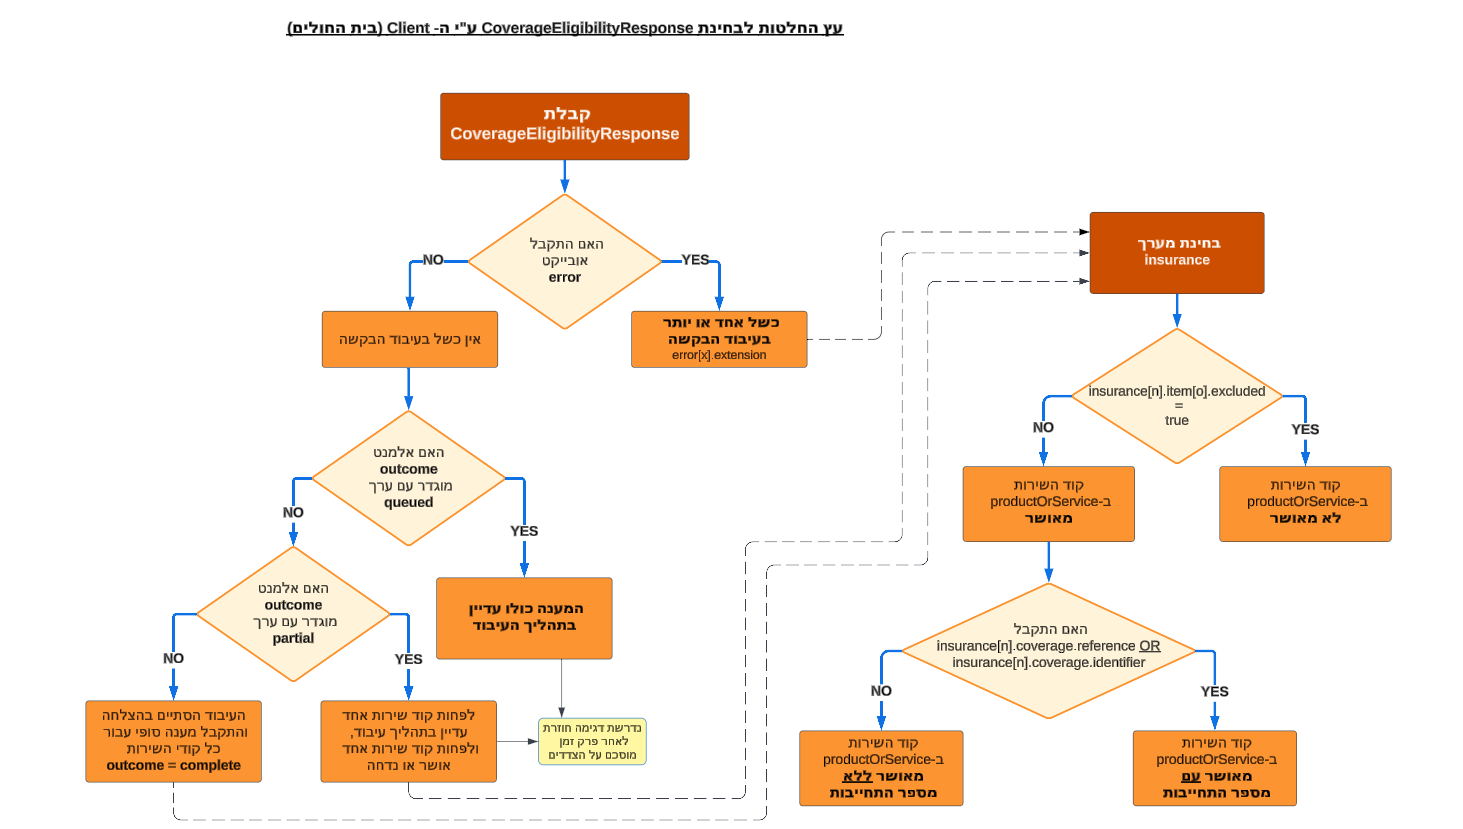 עץ החלטות לבחינת CoverageEligibilityResponse ע"י ה- Client (בית החולים)
קבלת
CoverageEligibilityResponse
האם התקבל
אובייקט
error
NO
YES
אין כשל בעיבוד הבקשה
כשל אחד או יותר
בעיבוד הבקשה
error[x].extension
האם אלמנט
outcome
מוגדר עם ערך
queued
NO
YES
האם אלמנט
outcome
מוגדר עם ערך
partial
המענה כולו עדיין
בתהליך העיבוד
NO
YES
העיבוד הסתיים בהצלחה
והתקבל מענה סופי עבור
כל קודי השירות
outcome = complete
לפחות קוד שירות אחד
עדיין בתהליך עיבוד,
ולפחות קוד שירות אחד
אושר או נדחה
נדרשת דגימה חוזרת
לאחר פרק זמן
מוסכם על הצדדים
בחינת מערך
insurance
insurance[n].item[o].excluded
=
true
NO
YES
קוד השירות
ב-productOrService
מאושר
קוד השירות
ב-productOrService
לא מאושר
האם התקבל
insurance[n].coverage.reference OR
insurance[n].coverage.identifier
NO
YES
קוד השירות
ב-productOrService
מאושר ללא
מספר התחייבות
קוד השירות
ב-productOrService
מאושר עם
מספר התחייבות